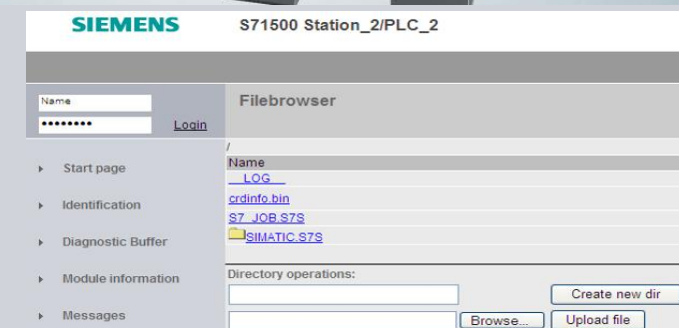 SIEMENS
S71500 Station_2/PLC_2
Name
••••••••
Login
Filebrowser
/
Name
__LOG__
crdinfo.bin
S7_JOB.S7S
SIMATIC.S7S
Start page
Identification
Diagnostic Buffer
Module information
Messages
Directory operations:
Create new dir
Browse...
Upload file